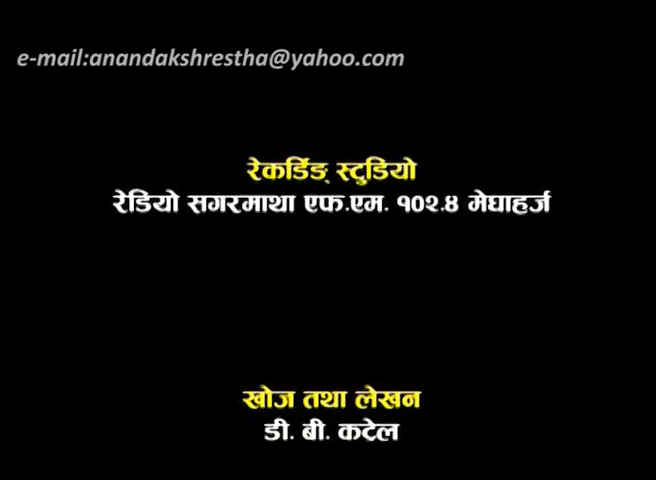 e-mail:anandakshrestha@yahoo.com
रेकर्डिङ् स्टुडियो
रेडियो सगरमाथा एफ.एम. १०२.४ मेघाहर्ज
खोज तथा लेखन
डी. बी. कटेल